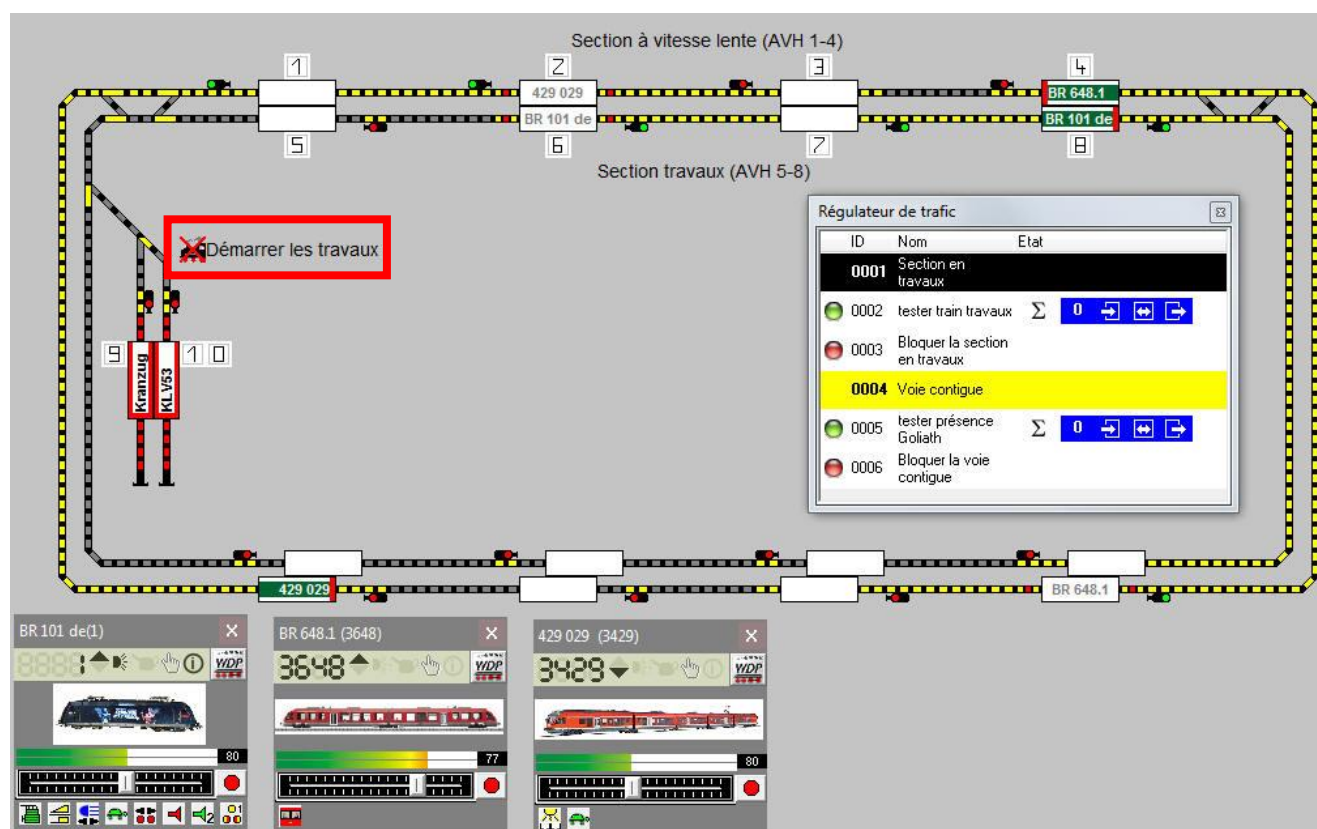 Section à vitesse lente (AVH 1-4)
1
2
3
4
429 029
BR 648.1
BR 101 de
BR 101 de
5
6
7
8
Section travaux (AVH 5-8)
Démarrer les travaux
Régulateur de trafic
ID Nom Etat
0001 Section en
travaux
0002 tester train travaux Σ 0
0003 Bloquer la section
en travaux
0004 Voie contigue
0005 tester présence
Goliath Σ 0
0006 Bloquer la voie
contigue
9
10
Kranzug
KLV53
429 029
BR 648.1
BR 101 de(1)
1
WDP
80
BR 648.1 (3648)
3648
WDP
77
429 029 (3429)
3429
WDP
80
2
1